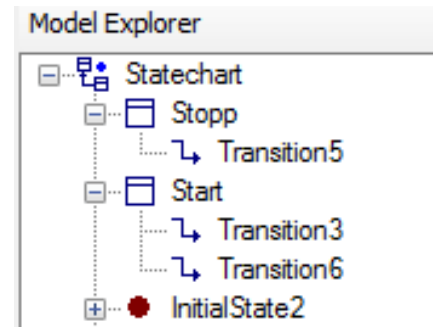 Model Explorer
Statechart
Stopp
Transition5
Start
Transition3
Transition6
InitialState2